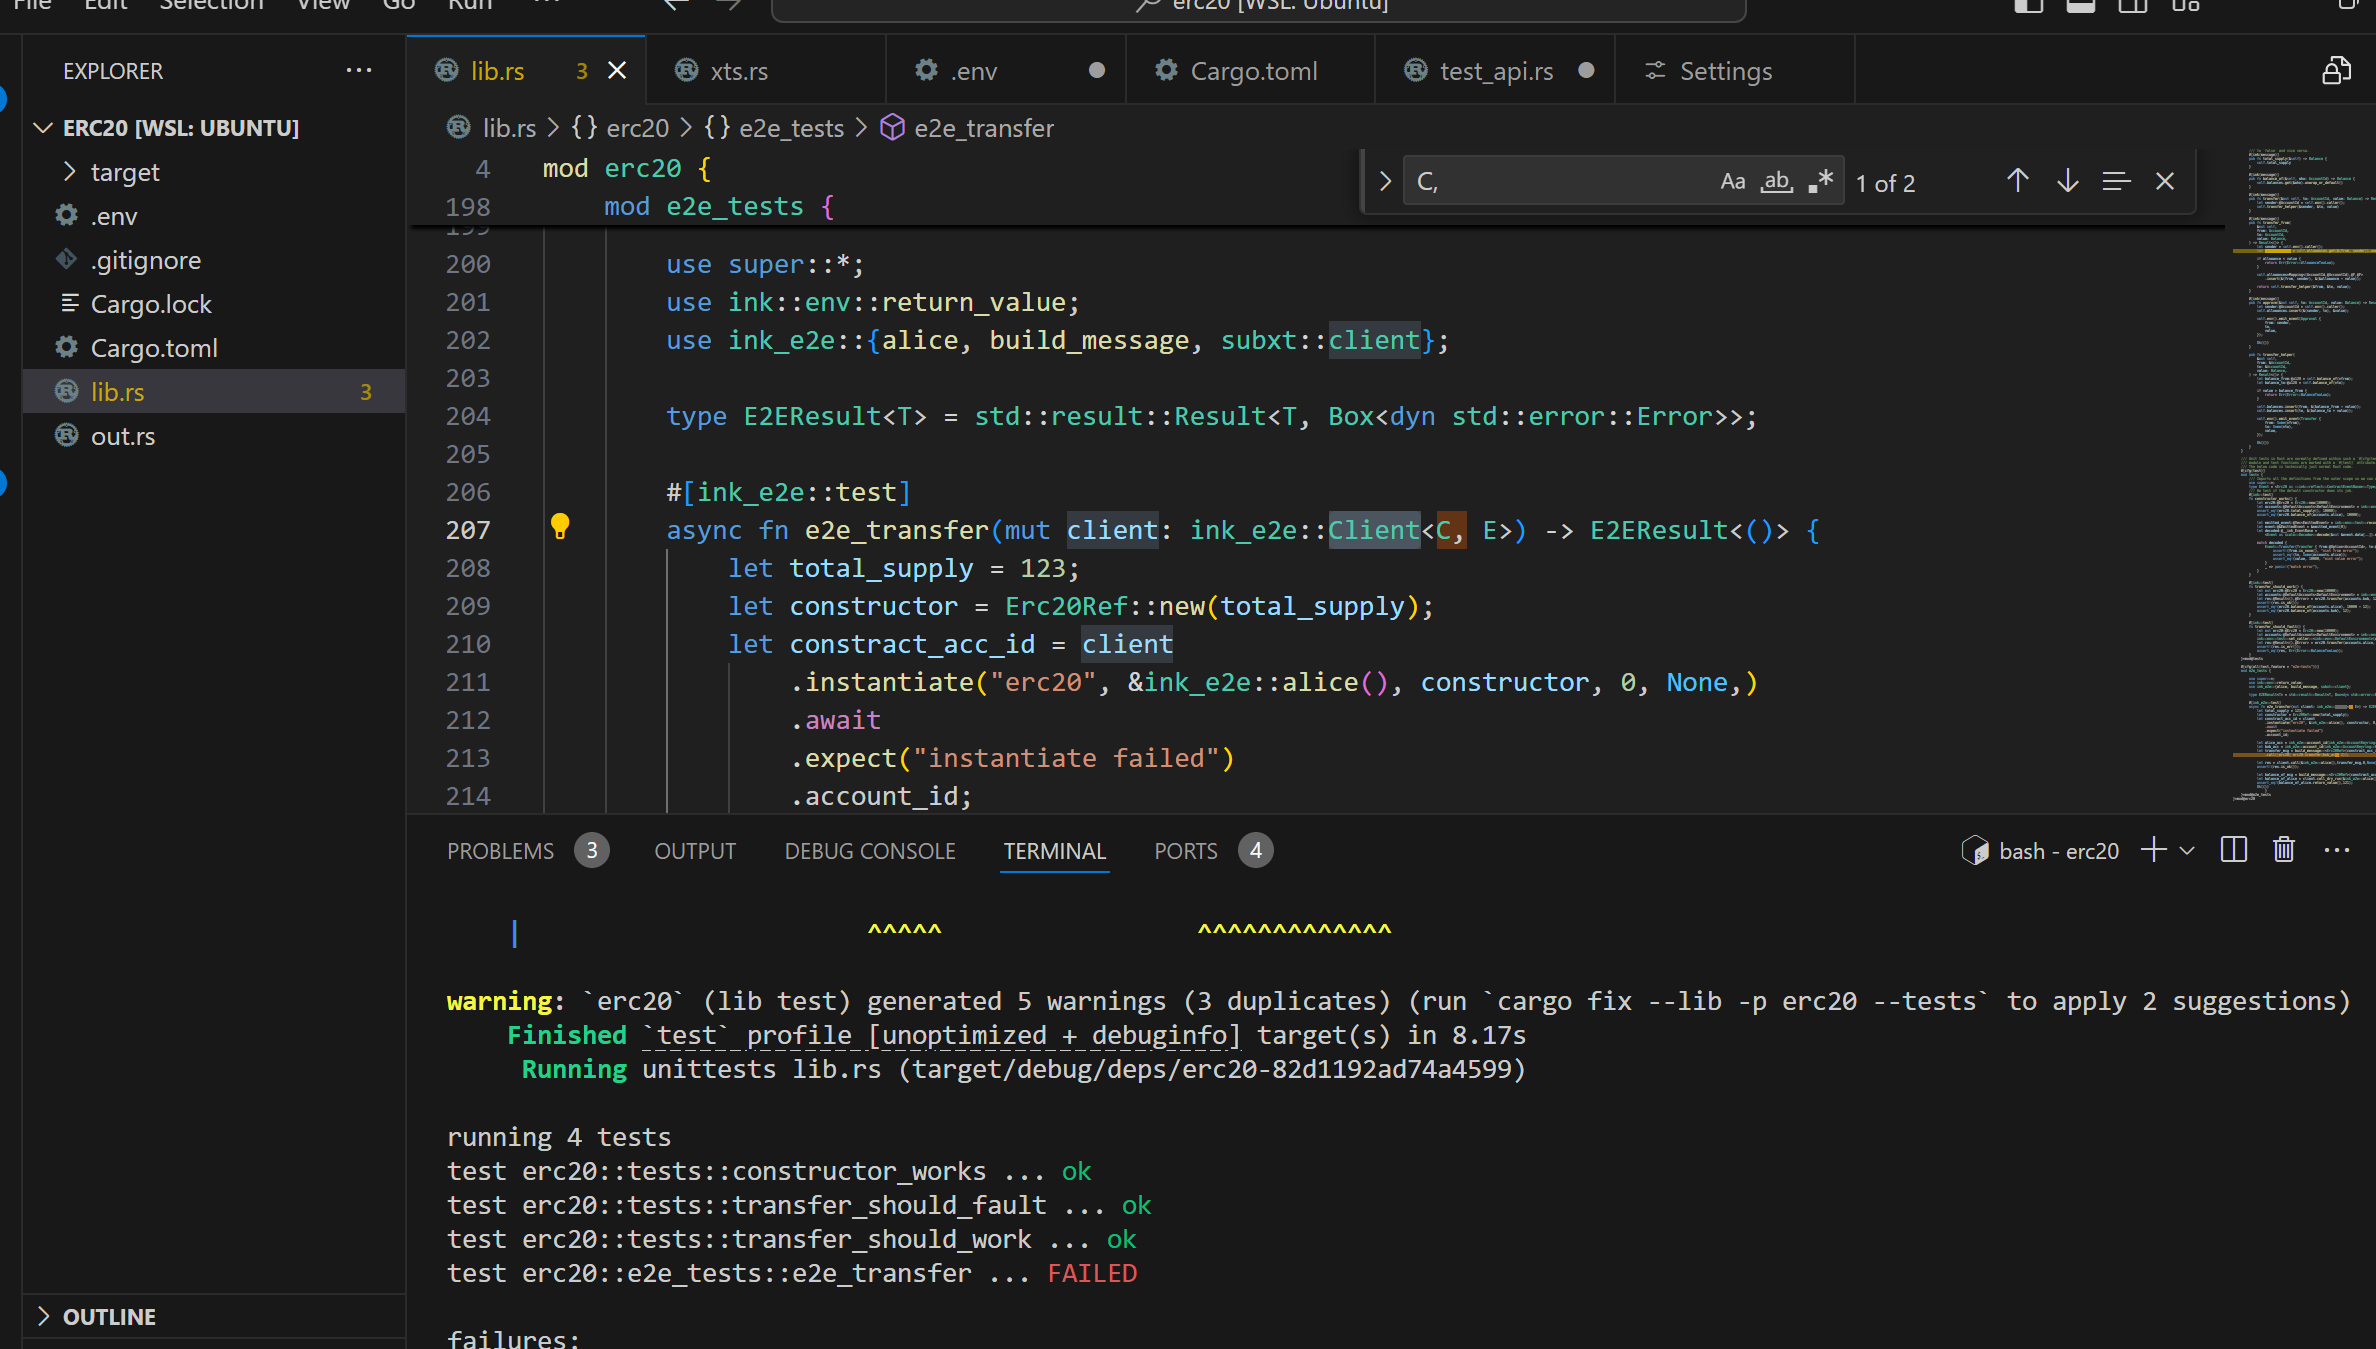 File Edit Selection View Go Run ...
erc20 [WSL: Ubuntu]
EXPLORER
lib.rs 3
xts.rs
.env
Cargo.toml
test_api.rs
Settings
ERC20 [WSL: UBUNTU]
target
.env
.gitignore
Cargo.lock
Cargo.toml
lib.rs 3
out.rs
OUTLINE
lib.rs > {} erc20 > {} e2e_tests > e2e_transfer
C, Aa ab .* 1 of 2
4 mod erc20 {
198 mod e2e_tests {
199
200 use super::*;
201 use ink::env::return_value;
202 use ink_e2e::{alice, build_message, subxt::client};
203
204 type E2EResult<T> = std::result::Result<T, Box<dyn std::error::Error>>;
205
206 #[ink_e2e::test]
207 async fn e2e_transfer(mut client: ink_e2e::Client<C, E>) -> E2EResult<()> {
208 let total_supply = 123;
209 let constructor = Erc20Ref::new(total_supply);
210 let constract_acc_id = client
211 .instantiate("erc20", &ink_e2e::alice(), constructor, 0, None,)
212 .await
213 .expect("instantiate failed")
214 .account_id;
PROBLEMS 3 OUTPUT DEBUG CONSOLE TERMINAL PORTS 4
bash - erc20
| ^^^^^ ^^^^^^^^^^^^^
warning: `erc20` (lib test) generated 5 warnings (3 duplicates) (run `cargo fix --lib -p erc20 --tests` to apply 2 suggestions)
Finished `test` profile [unoptimized + debuginfo] target(s) in 8.17s
Running unittests lib.rs (target/debug/deps/erc20-82d1192ad74a4599)
running 4 tests
test erc20::tests::constructor_works ... ok
test erc20::tests::transfer_should_fault ... ok
test erc20::tests::transfer_should_work ... ok
test erc20::e2e_tests::e2e_transfer ... FAILED
failures: